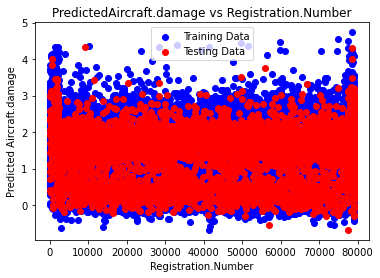 PredictedAircraft.damage vs Registration.Number
Training Data
Testing Data
Predicted Aircraft.damage
5
4
3
2
1
0
0 10000 20000 30000 40000 50000 60000 70000 80000
Registration.Number